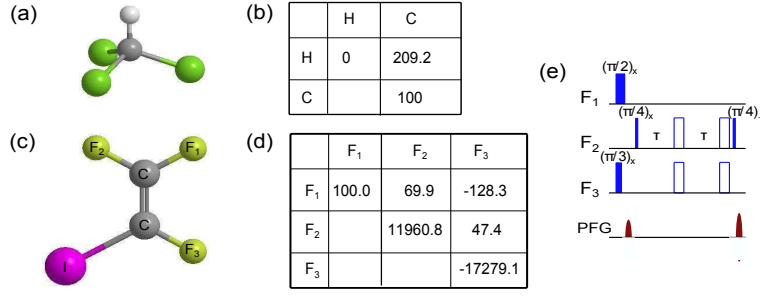 (a)
(b)
H C
H 0 209.2
C 100
(c)
F₂ F₁
C
C
I F₃
(d)
F₁ F₂ F₃
F₁ 100.0 69.9 -128.3
F₂ 11960.8 47.4
F₃ -17279.1
(e)
(π/2)ₓ
F₁
(π/4)ₓ (π/4)
F₂ τ τ
(π/3)ₓ
F₃
PFG